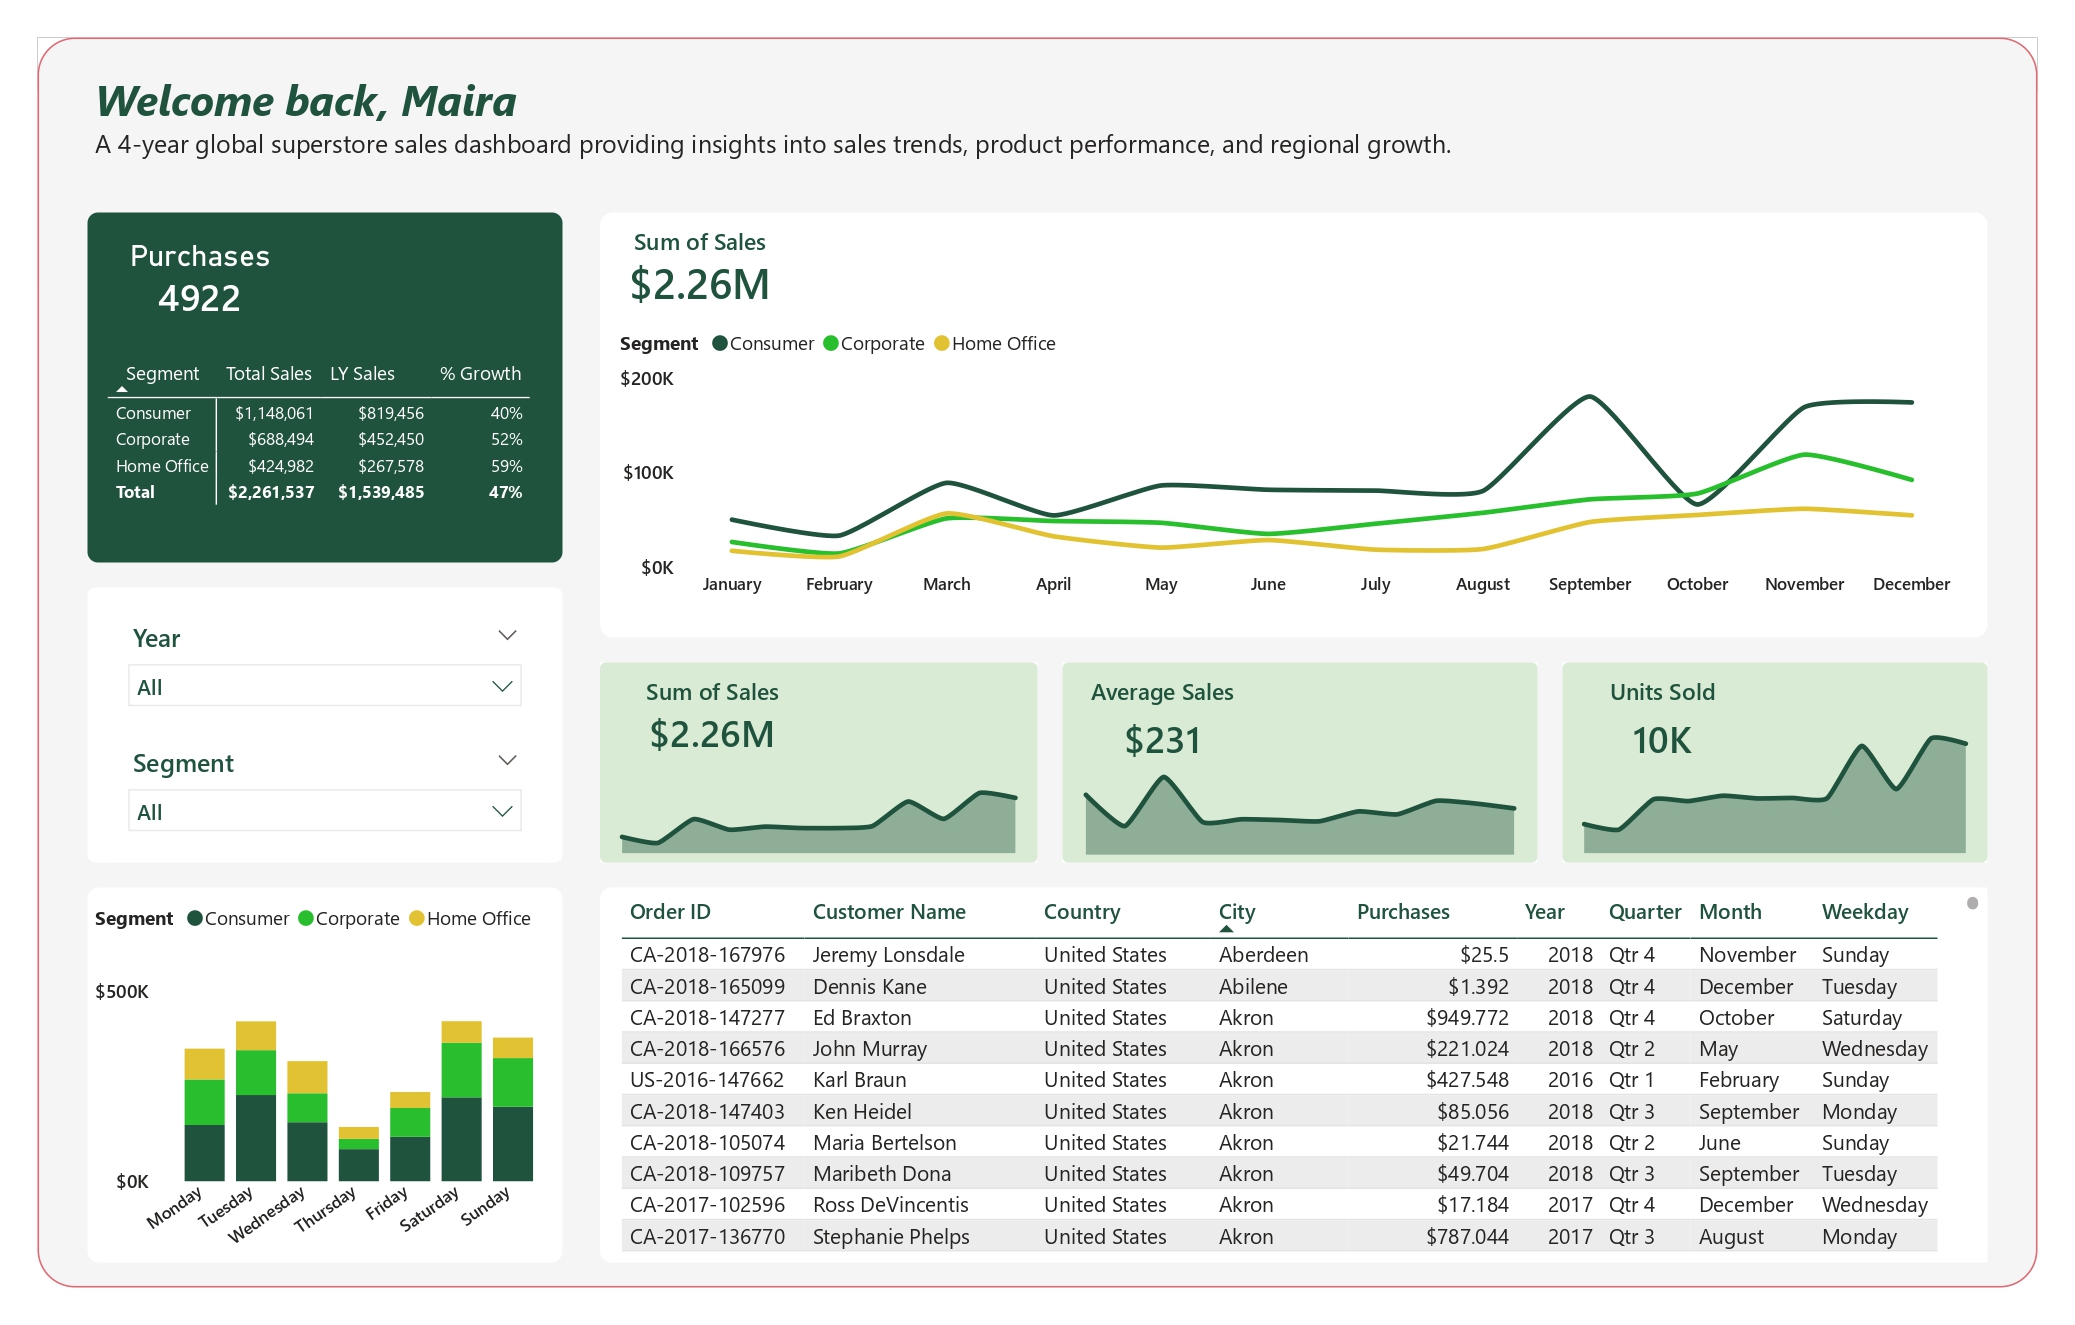 Welcome back, Maira
A 4-year global superstore sales dashboard providing insights into sales trends, product performance, and regional growth.
Purchases
4922
Segment Total Sales LY Sales % Growth
Consumer $1,148,061 $819,456 40%
Corporate $688,494 $452,450 52%
Home Office $424,982 $267,578 59%
Total $2,261,537 $1,539,485 47%
Sum of Sales
$2.26M
Segment Consumer Corporate Home Office
$200K
$100K
$0K
January February March April May June July August September October November December
Year
All
Segment
All
Sum of Sales
$2.26M
Average Sales
$231
Units Sold
10K
Segment Consumer Corporate Home Office
$500K
$0K
Monday Tuesday Wednesday Thursday Friday Saturday Sunday
Order ID Customer Name Country City Purchases Year Quarter Month Weekday
CA-2018-167976 Jeremy Lonsdale United States Aberdeen $25.5 2018 Qtr 4 November Sunday
CA-2018-165099 Dennis Kane United States Abilene $1.392 2018 Qtr 4 December Tuesday
CA-2018-147277 Ed Braxton United States Akron $949.772 2018 Qtr 4 October Saturday
CA-2018-166576 John Murray United States Akron $221.024 2018 Qtr 2 May Wednesday
US-2016-147662 Karl Braun United States Akron $427.548 2016 Qtr 1 February Sunday
CA-2018-147403 Ken Heidel United States Akron $85.056 2018 Qtr 3 September Monday
CA-2018-105074 Maria Bertelson United States Akron $21.744 2018 Qtr 2 June Sunday
CA-2018-109757 Maribeth Dona United States Akron $49.704 2018 Qtr 3 September Tuesday
CA-2017-102596 Ross DeVincentis United States Akron $17.184 2017 Qtr 4 December Wednesday
CA-2017-136770 Stephanie Phelps United States Akron $787.044 2017 Qtr 3 August Monday